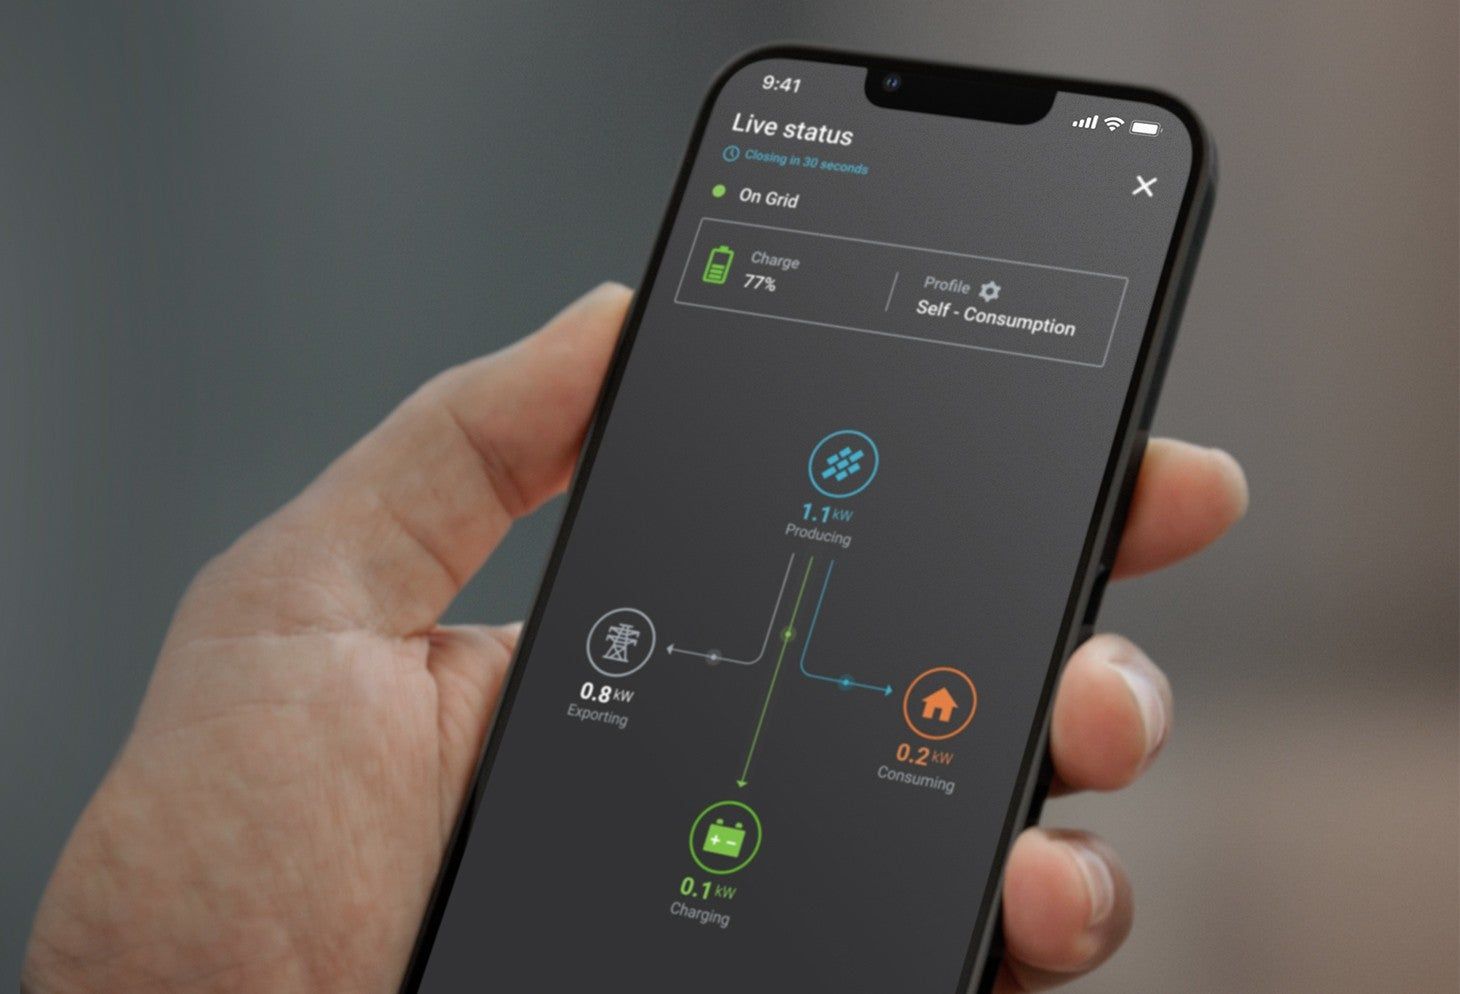 9:41
Live status
Closing in 30 seconds
On Grid
Charge
77%
Profile
Self - Consumption
1.1 kW
Producing
0.8 kW
Exporting
0.2 kW
Consuming
0.1 kW
Charging